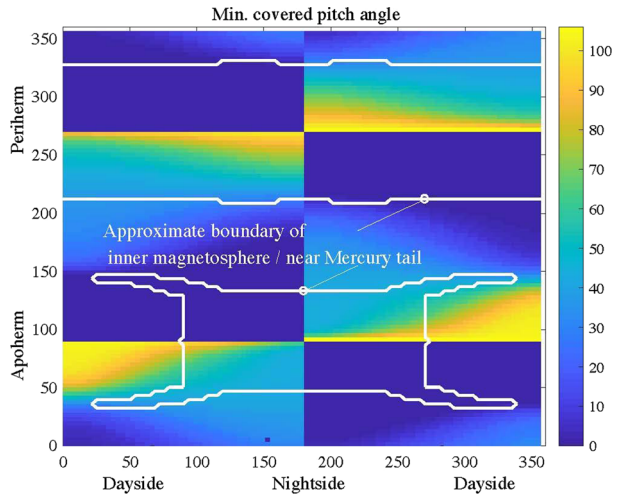 Min. covered pitch angle
350
300
250
200
150
100
50
0
Periherm
Apoherm
Approximate boundary of
inner magnetosphere / near Mercury tail
0 50 100 150 200 250 300 350
Dayside Nightside Dayside
100
90
80
70
60
50
40
30
20
10
0